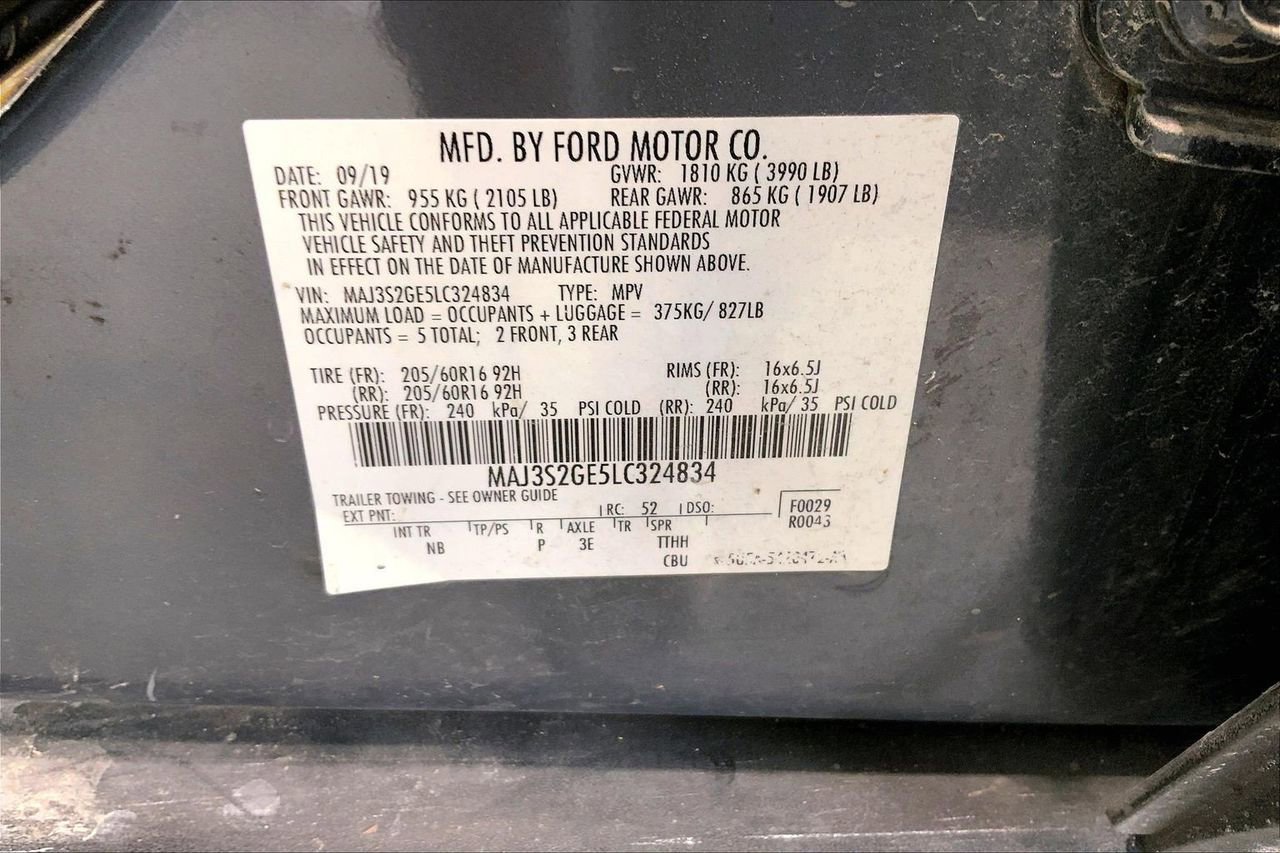 MFD. BY FORD MOTOR CO.
DATE: 09/19 GVWR: 1810 KG ( 3990 LB)
FRONT GAWR: 955 KG ( 2105 LB) REAR GAWR: 865 KG ( 1907 LB)
THIS VEHICLE CONFORMS TO ALL APPLICABLE FEDERAL MOTOR
VEHICLE SAFETY AND THEFT PREVENTION STANDARDS
IN EFFECT ON THE DATE OF MANUFACTURE SHOWN ABOVE.
VIN: MAJ3S2GE5LC324834 TYPE: MPV
MAXIMUM LOAD = OCCUPANTS + LUGGAGE = 375KG/ 827LB
OCCUPANTS = 5 TOTAL; 2 FRONT, 3 REAR
TIRE (FR): 205/60R16 92H RIMS (FR): 16x6.5J
(RR): 205/60R16 92H (RR): 16x6.5J
PRESSURE (FR): 240 kPa/ 35 PSI COLD (RR): 240 kPa/ 35 PSI COLD
MAJ3S2GE5LC324834
TRAILER TOWING - SEE OWNER GUIDE
EXT PNT: RC: 52 DSO: F0029
R0043
INT TR TP/PS R AXLE TR SPR
NB P 3E TTHH
CBU